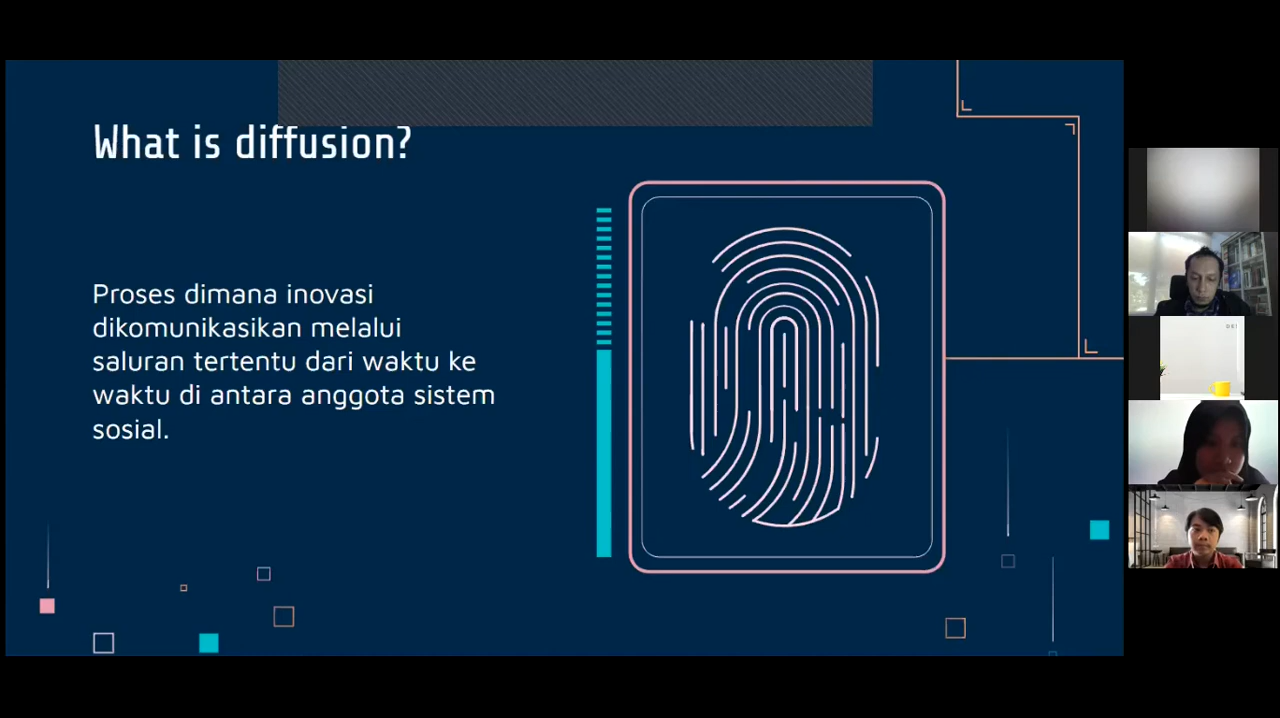 What is diffusion?
Proses dimana inovasi
dikomunikasikan melalui
saluran tertentu dari waktu ke
waktu di antara anggota sistem
sosial.